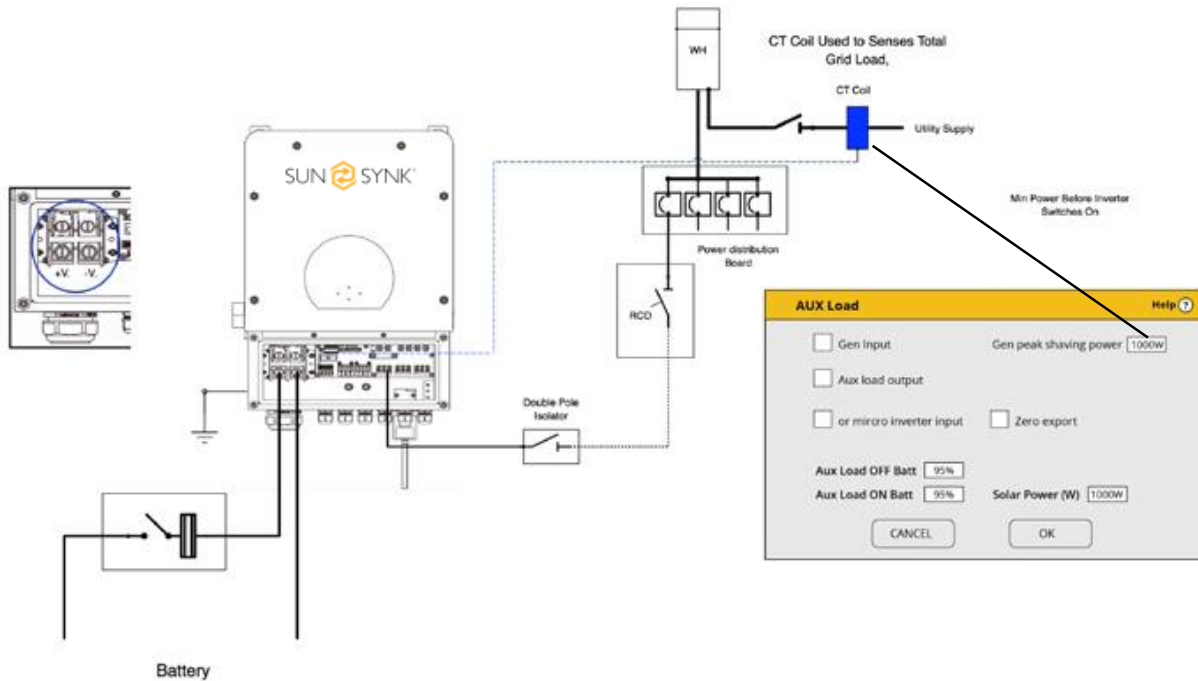 WH
CT Coil Used to Senses Total
Grid Load,
CT Coil
Utility Supply
SUN SYNK
+V. -V.
Min Power Before Inverter
Switches On
Power distribution
Board
RCD
AUX Load
Help ?
Gen Input
Gen peak shaving power 1000W
Aux load output
or mircro inverter input
Zero export
Aux Load OFF Batt 95%
Aux Load ON Batt 95%
Solar Power (W) 1000W
CANCEL
OK
Double Pole
Isolator
Battery